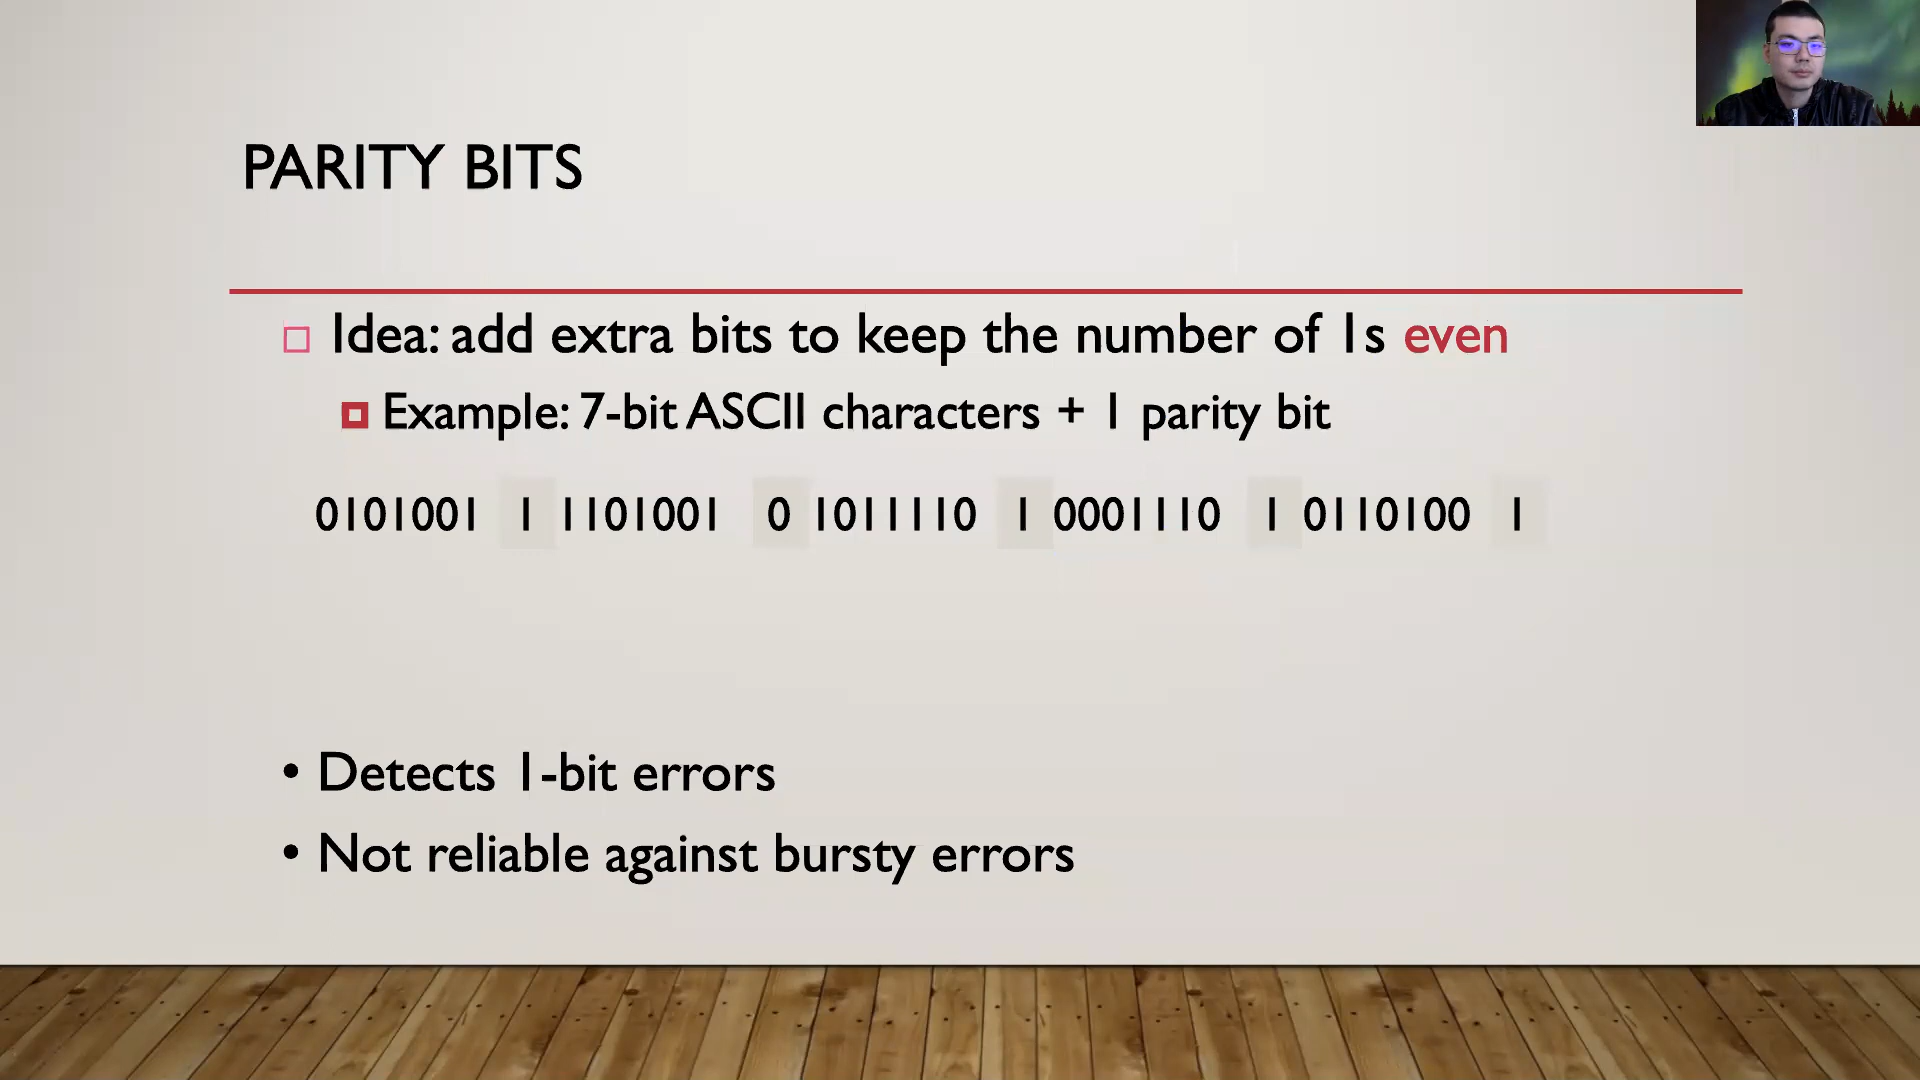 PARITY BITS
Idea: add extra bits to keep the number of 1s even
Example: 7-bit ASCII characters + 1 parity bit
0101001 1 1101001 0 1011110 1 0001110 1 0110100 1
• Detects 1-bit errors
• Not reliable against bursty errors